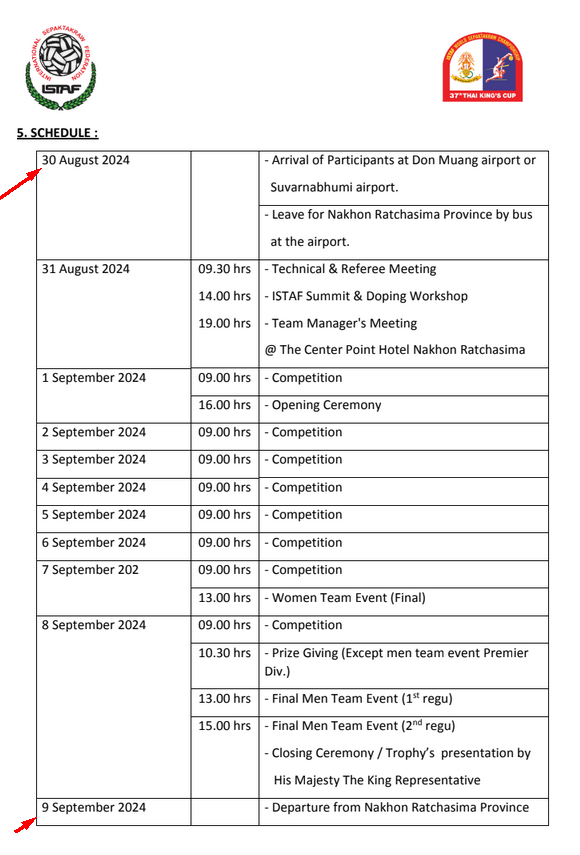 INTERNATIONAL SEPAKTAKRAW FEDERATION
ISTAF
ISTAF WORLD SEPAKTAKRAW CHAMPIONSHIP
37th THAI KING'S CUP
5. SCHEDULE :
30 August 2024 - Arrival of Participants at Don Muang airport or
Suvarnabhumi airport.
- Leave for Nakhon Ratchasima Province by bus
at the airport.
31 August 2024 09.30 hrs - Technical & Referee Meeting
14.00 hrs - ISTAF Summit & Doping Workshop
19.00 hrs - Team Manager's Meeting
@ The Center Point Hotel Nakhon Ratchasima
1 September 2024 09.00 hrs - Competition
16.00 hrs - Opening Ceremony
2 September 2024 09.00 hrs - Competition
3 September 2024 09.00 hrs - Competition
4 September 2024 09.00 hrs - Competition
5 September 2024 09.00 hrs - Competition
6 September 2024 09.00 hrs - Competition
7 September 202 09.00 hrs - Competition
13.00 hrs - Women Team Event (Final)
8 September 2024 09.00 hrs - Competition
10.30 hrs - Prize Giving (Except men team event Premier
Div.)
13.00 hrs - Final Men Team Event (1st regu)
15.00 hrs - Final Men Team Event (2nd regu)
- Closing Ceremony / Trophy’s presentation by
His Majesty The King Representative
9 September 2024 - Departure from Nakhon Ratchasima Province